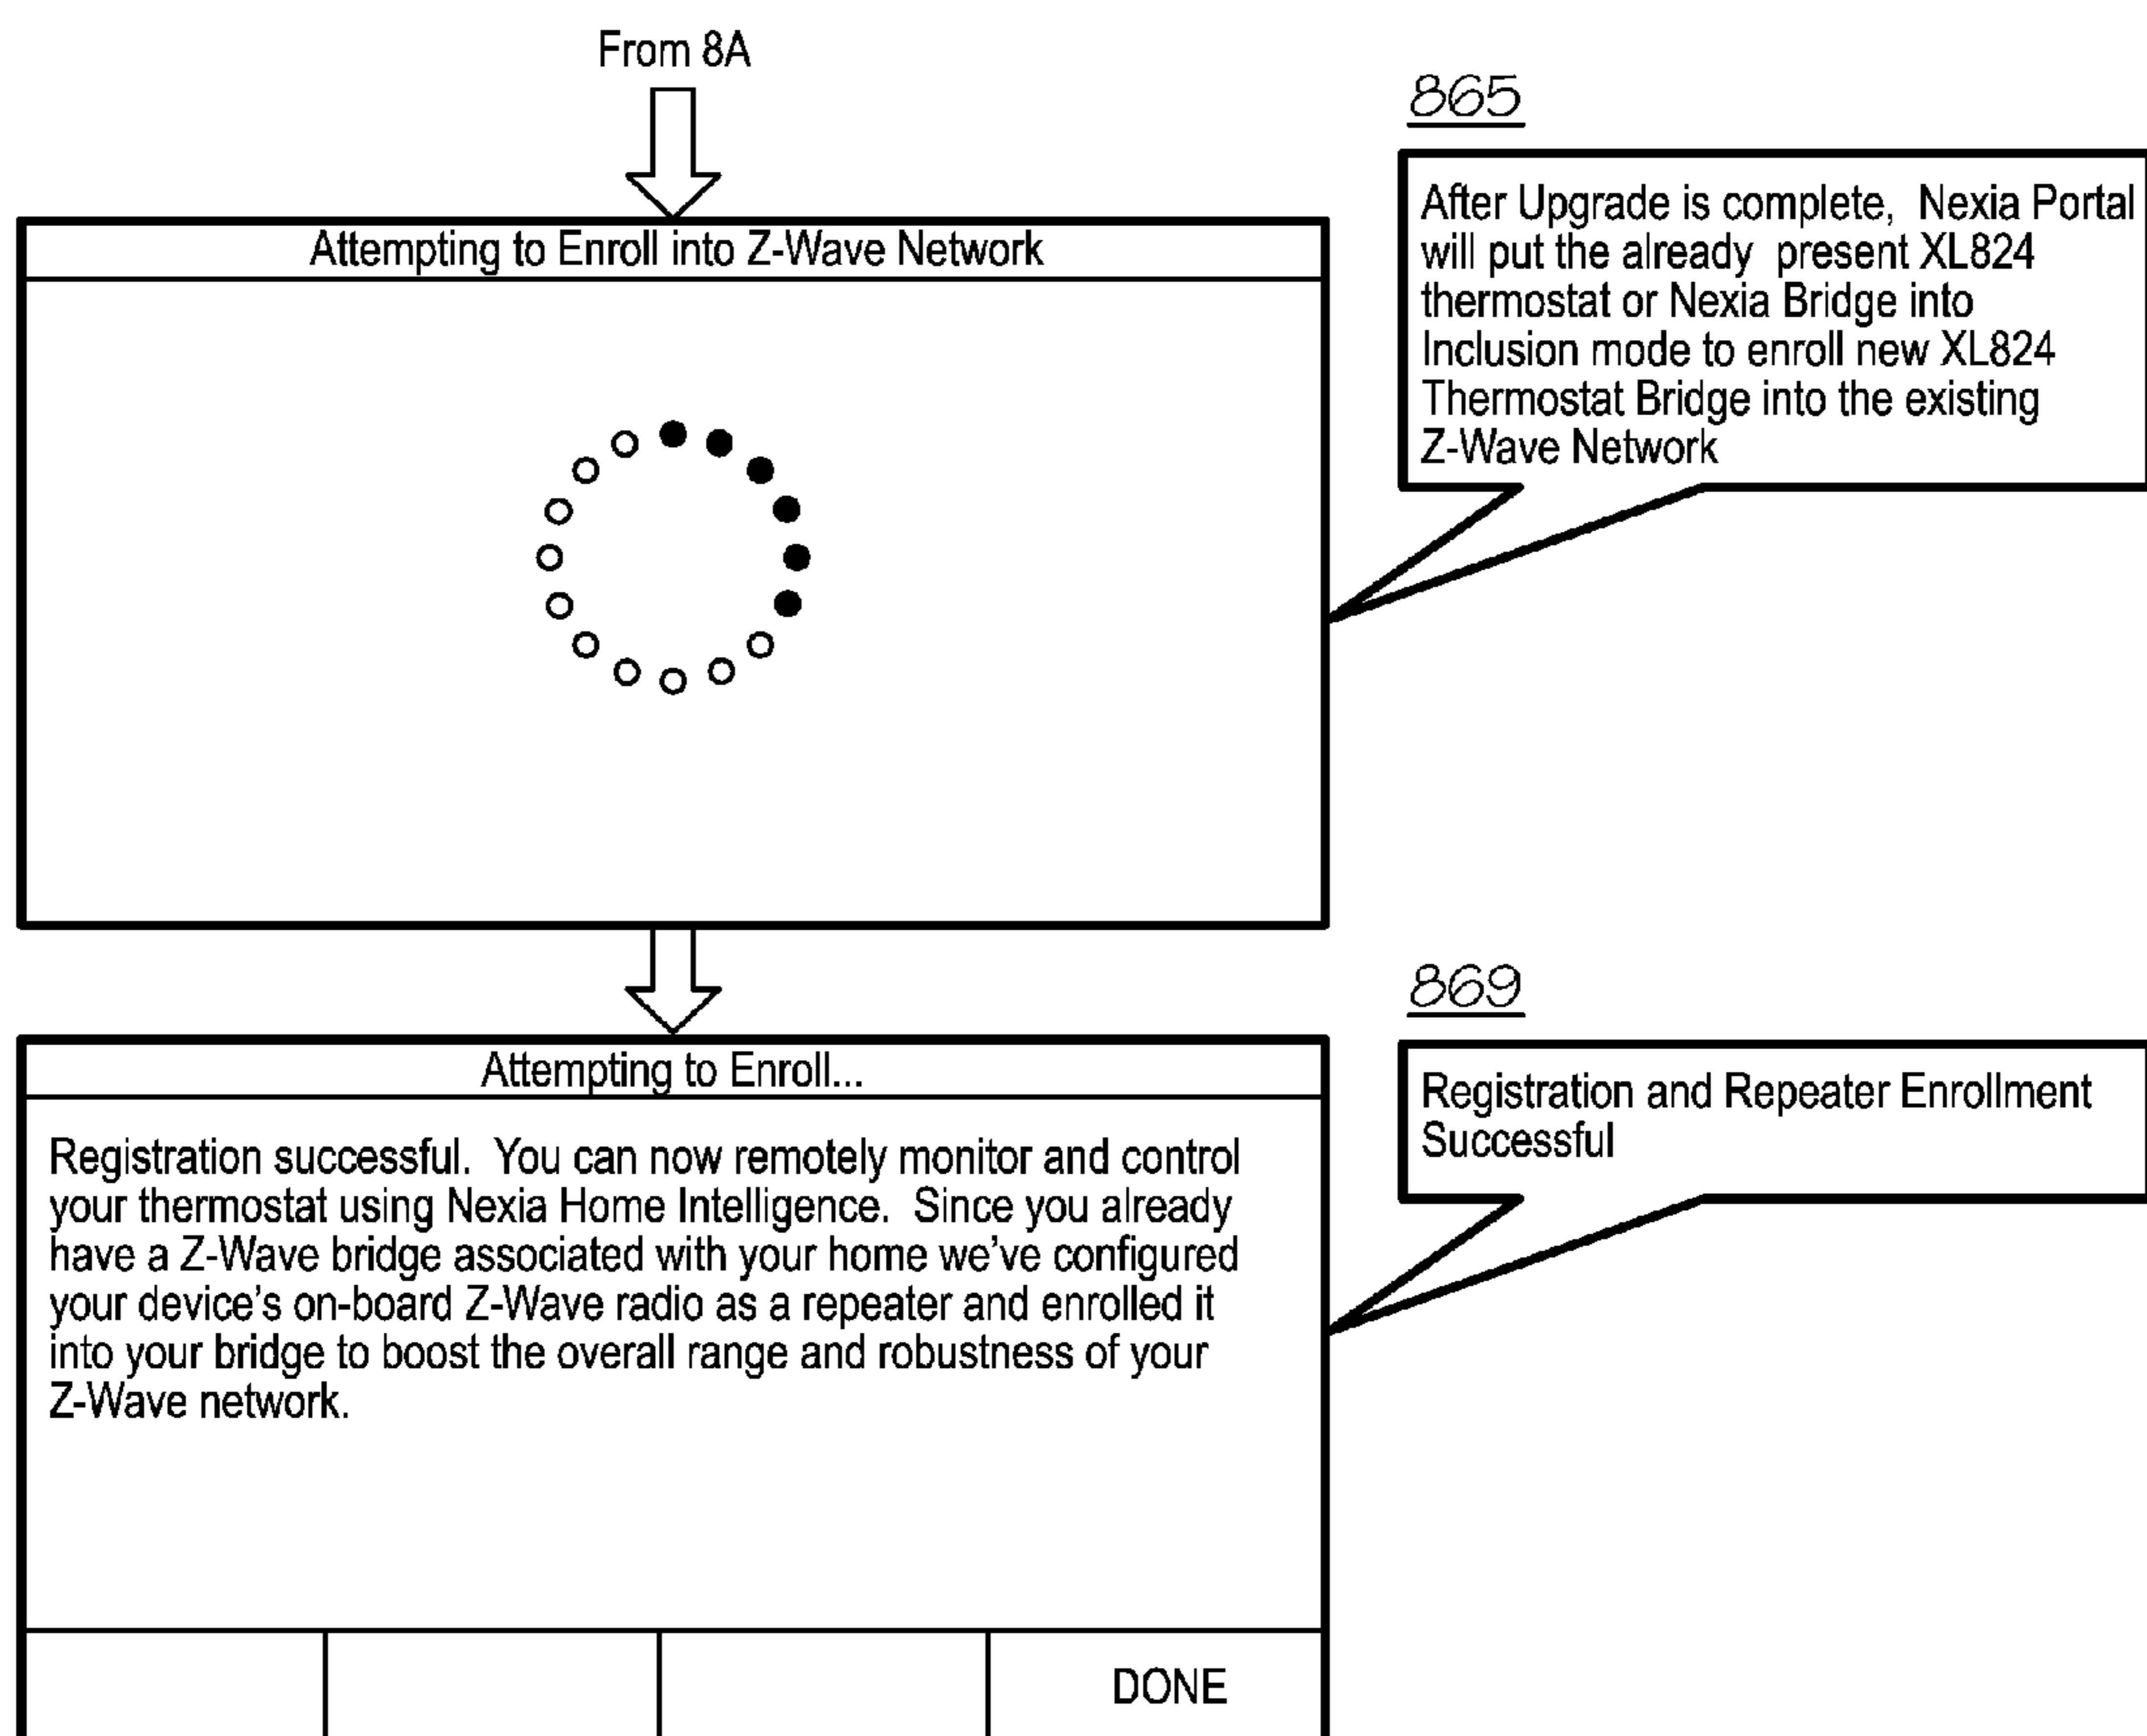 From 8A
865
Attempting to Enroll into Z-Wave Network
After Upgrade is complete, Nexia Portal
will put the already present XL824
thermostat or Nexia Bridge into
Inclusion mode to enroll new XL824
Thermostat Bridge into the existing
Z-Wave Network
869
Attempting to Enroll...
Registration and Repeater Enrollment
Successful
Registration successful. You can now remotely monitor and control
your thermostat using Nexia Home Intelligence. Since you already
have a Z-Wave bridge associated with your home we've configured
your device's on-board Z-Wave radio as a repeater and enrolled it
into your bridge to boost the overall range and robustness of your
Z-Wave network.
DONE